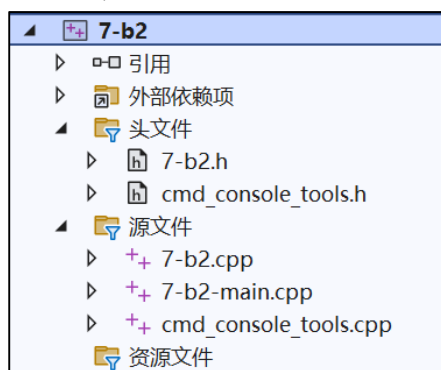 7-b2
引用
外部依赖项
头文件
7-b2.h
cmd_console_tools.h
源文件
7-b2.cpp
7-b2-main.cpp
cmd_console_tools.cpp
资源文件